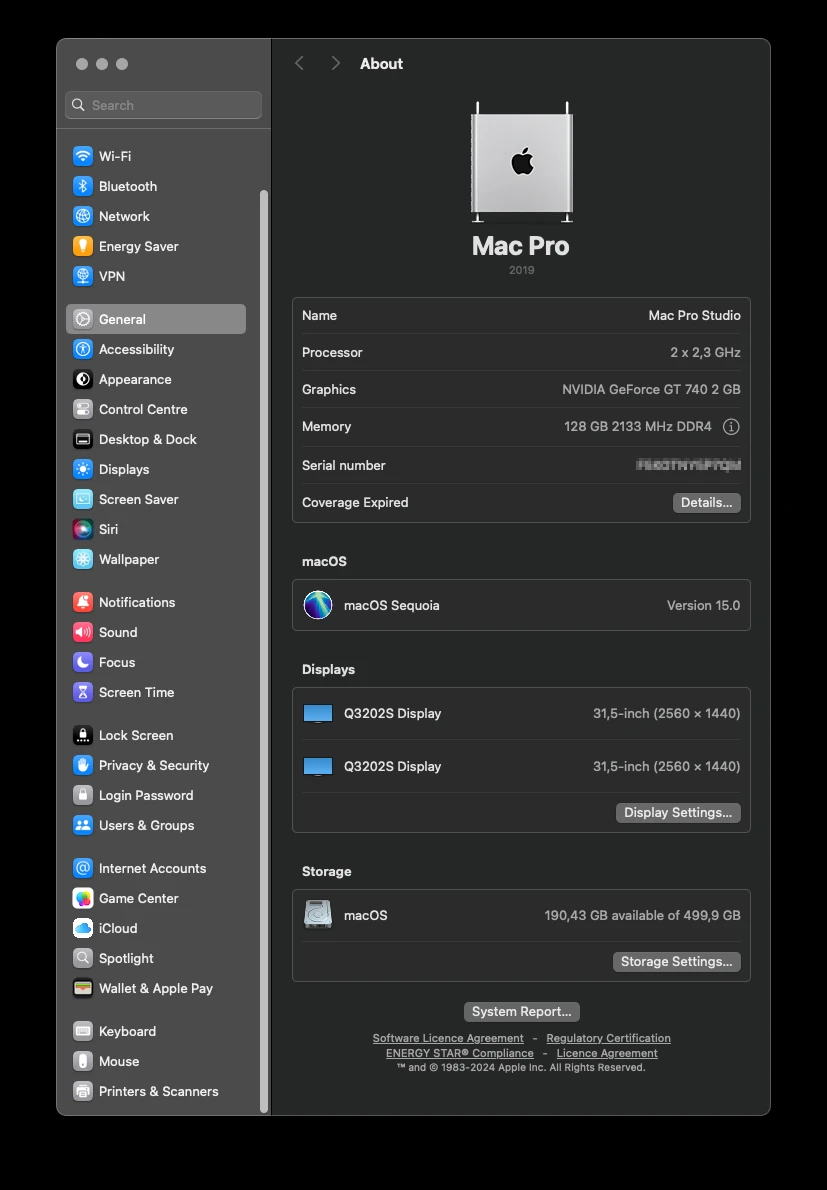 Search
Wi-Fi
Bluetooth
Network
Energy Saver
VPN
General
Accessibility
Appearance
Control Centre
Desktop & Dock
Displays
Screen Saver
Siri
Wallpaper
Notifications
Sound
Focus
Screen Time
Lock Screen
Privacy & Security
Login Password
Users & Groups
Internet Accounts
Game Center
iCloud
Spotlight
Wallet & Apple Pay
Keyboard
Mouse
Printers & Scanners
About
Mac Pro
2019
Name Mac Pro Studio
Processor 2 x 2,3 GHz
Graphics NVIDIA GeForce GT 740 2 GB
Memory 128 GB 2133 MHz DDR4
Serial number
Coverage Expired Details...
macOS
macOS Sequoia Version 15.0
Displays
Q3202S Display 31,5-inch (2560 × 1440)
Q3202S Display 31,5-inch (2560 × 1440)
Display Settings...
Storage
macOS 190,43 GB available of 499,9 GB
Storage Settings...
System Report...
Software Licence Agreement - Regulatory Certification
ENERGY STAR® Compliance - Licence Agreement
™ and © 1983-2024 Apple Inc. All Rights Reserved.